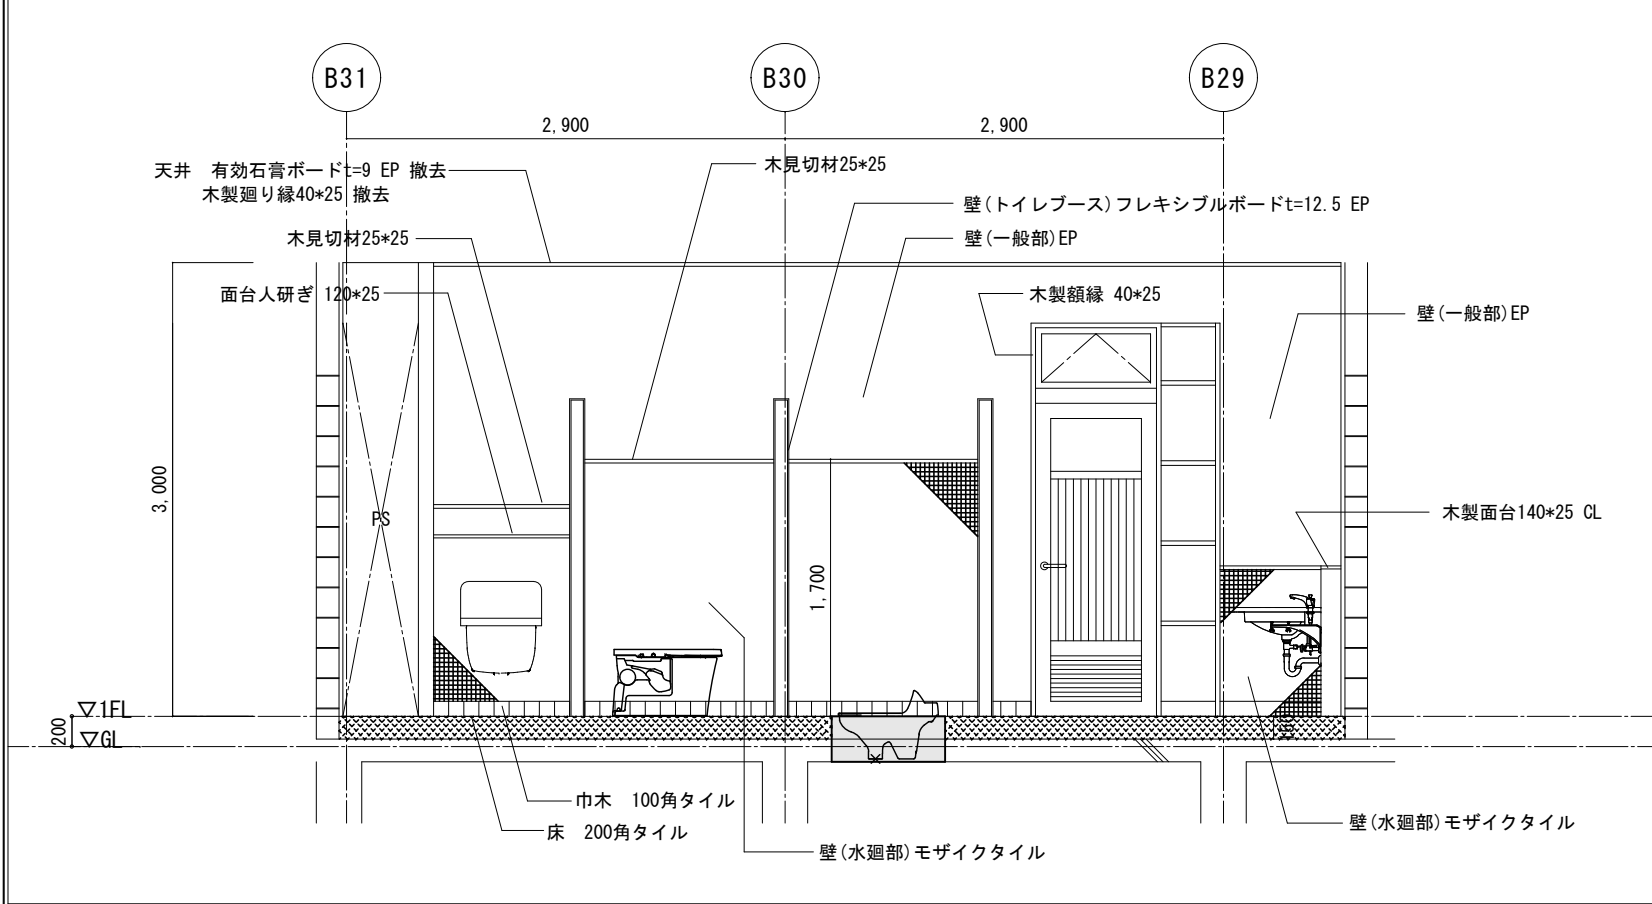 B31
B30
B29
2,900
2,900
天井　有効石膏ボードt=9 EP 撤去
木製廻り縁40*25 撤去
木見切材25*25
壁(トイレブース)フレキシブルボードt=12.5 EP
木見切材25*25
壁(一般部)EP
面台人研ぎ 120*25
木製額縁 40*25
壁(一般部)EP
3,000
PS
木製面台140*25 CL
1,700
▽1FL
200
▽GL
150
巾木　100角タイル
床　200角タイル
壁(水廻部)モザイクタイル
壁(水廻部)モザイクタイル